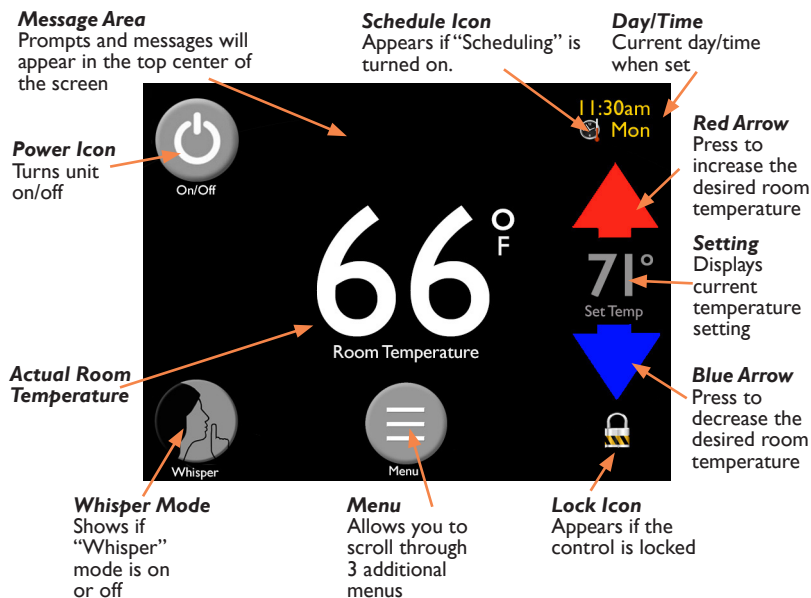 Message Area
Prompts and messages will
appear in the top center of
the screen
Schedule Icon
Appears if “Scheduling” is
turned on.
Day/Time
Current day/time
when set
Power Icon
Turns unit
on/off
On/Off
11:30am
Mon
Red Arrow
Press to
increase the
desired room
temperature
66°
F
Room Temperature
71°
Set Temp
Setting
Displays
current
temperature
setting
Actual Room
Temperature
Blue Arrow
Press to
decrease the
desired room
temperature
Whisper
Menu
Whisper Mode
Shows if
“Whisper”
mode is on
or off
Menu
Allows you to
scroll through
3 additional
menus
Lock Icon
Appears if the
control is locked